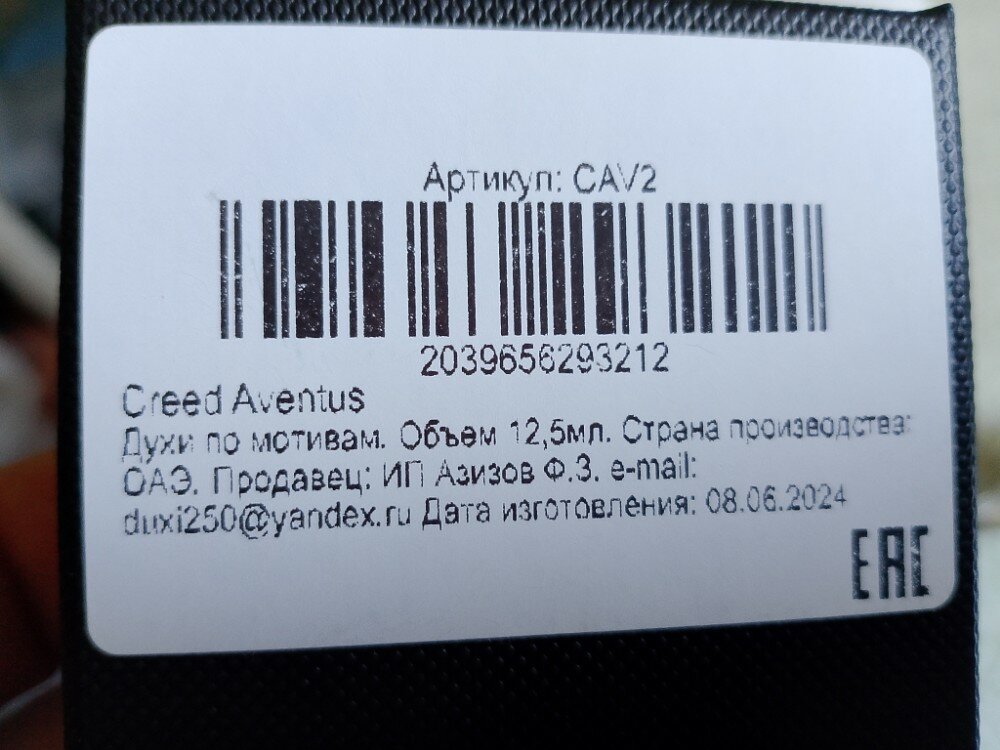 Артикул: CAV2
2039656293212
Creed Aventus
Духи по мотивам. Объем 12,5мл. Страна производства:
ОАЭ. Продавец: ИП Азизов Ф.З. e-mail:
duxi250@yandex.ru Дата изготовления: 08.06.2024
EAC